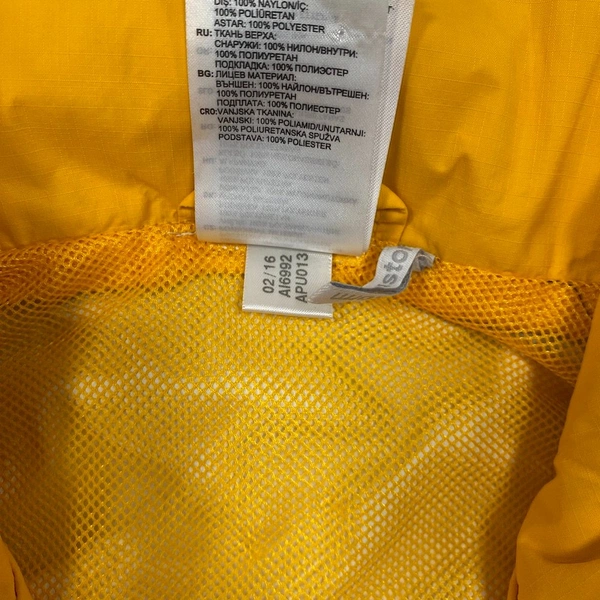 DIŞ: %100 NAYLON/İÇ:
100% POLİÜRETAN
ASTAR: 100% POLYESTER
RU: ТКАНЬ ВЕРХА:
СНАРУЖИ: 100% НИЛОН/ВНУТРИ:
100% ПОЛИУРЕТАН
ПОДКЛАДКА: 100% ПОЛИЭСТЕР
BG: ЛИЦЕВ МАТЕРИАЛ:
ВЪНШЕН: 100% НАЙЛОН/ВЪТРЕШЕН:
100% ПОЛИУРЕТАН
ПОДПЛАТА: 100% ПОЛИЕСТЕР
CRO: VANJSKA TKANINA:
VANJSKI: 100% POLIAMID/UNUTARNJI:
100% POLIURETANSKA SPUŽVA
PODSTAVA: 100% POLIESTER
02/16
AI6992
APU013